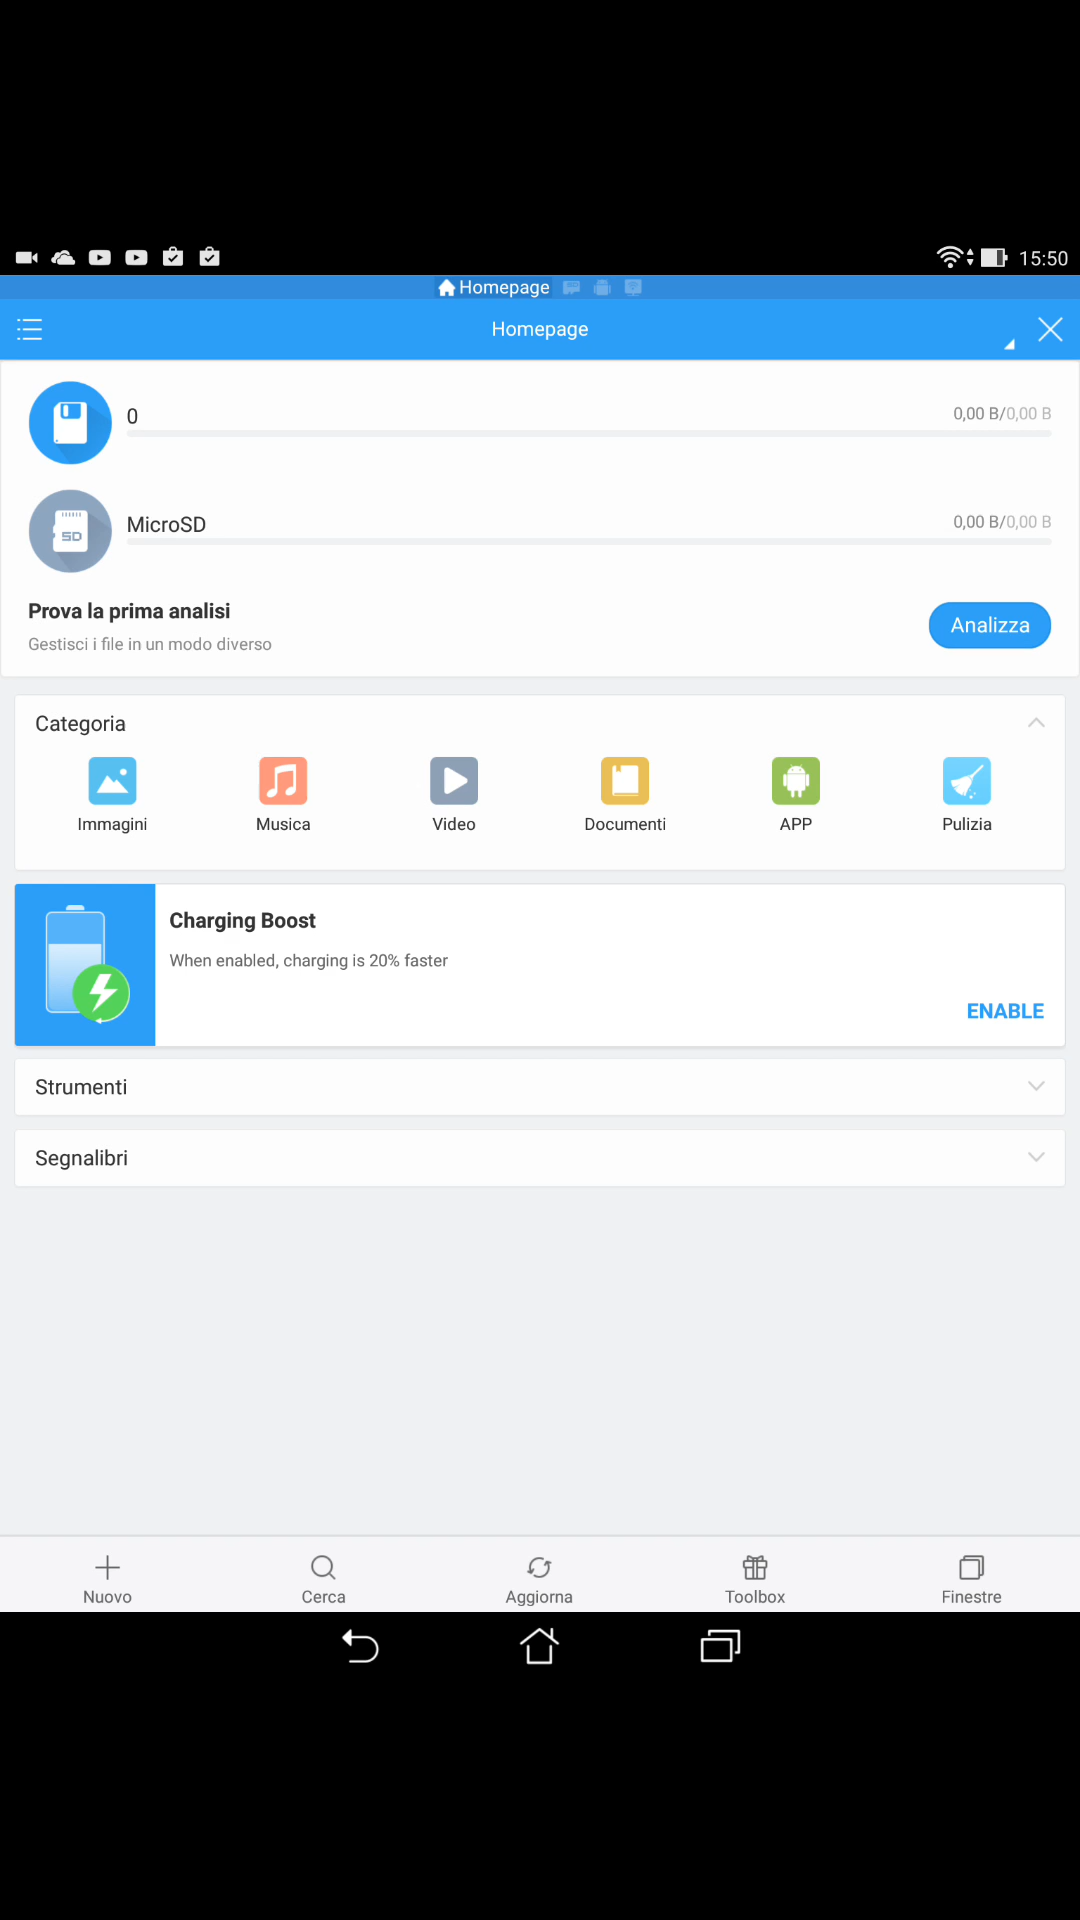 15:50
Homepage
Homepage
0
0,00 B/0,00 B
MicroSD
0,00 B/0,00 B
SD
Prova la prima analisi
Gestisci i file in un modo diverso
Analizza
Categoria
Immagini
Musica
Video
Documenti
APP
Pulizia
Charging Boost
When enabled, charging is 20% faster
ENABLE
Strumenti
Segnalibri
Nuovo
Cerca
Aggiorna
Toolbox
Finestre